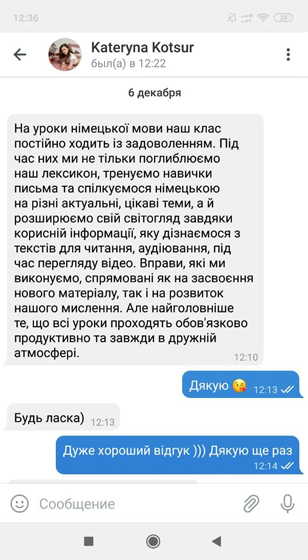 12:36
28
Kateryna Kotsur
был(а) в 12:22
6 декабря
На уроки німецької мови наш клас
постійно ходить із задоволенням. Під
час них ми не тільки поглиблюємо
наш лексикон, тренуємо навички
письма та спілкуємося німецькою
на різні актуальні, цікаві теми, а й
розширюємо свій світогляд завдяки
корисній інформації, яку дізнаємося з
текстів для читання, аудіювання, під
час перегляду відео. Вправи, які ми
виконуємо, спрямовані як на засвоєння
нового матеріалу, так і на розвиток
нашого мислення. Але найголовніше
те, що всі уроки проходять обов'язково
продуктивно та завжди в дружній
атмосфері.
12:10
Дякую 😘 12:13
Будь ласка) 12:13
Дуже хороший відгук ))) Дякую ще раз
12:14
Сообщение